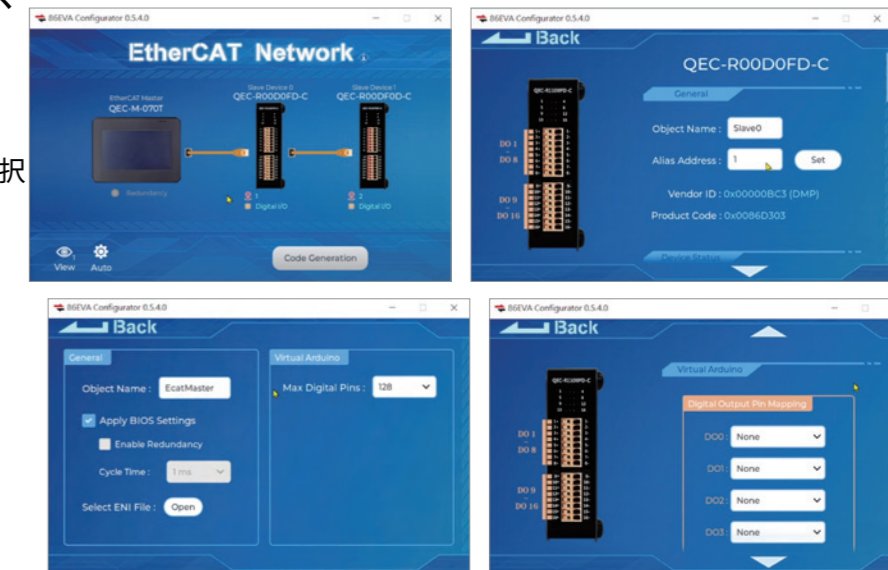 択
86EVA Configurator 0.5.4.0
EtherCAT Network
EtherCAT Master
QEC-M-070T
Slave Device 0
QEC-R00D0FD-C
Slave Device 1
QEC-R00DF0D-C
Redundancy
1
Digital I/O
2
Digital I/O
View
Auto
Code Generation
86EVA Configurator 0.5.4.0
Back
QEC-R00D0FD-C
General
Object Name : Slave0
Alias Address : 1 Set
Vendor ID : 0x00000BC3 (DMP)
Product Code : 0x0086D303
Device Status
DO 1
~
DO 8
DO 9
~
DO 16
86EVA Configurator 0.5.4.0
Back
General
Object Name : EcatMaster
Apply BIOS Settings
Enable Redundancy
Cycle Time : 1 ms
Select ENI File : Open
Virtual Arduino
Max Digital Pins : 128
86EVA Configurator 0.5.4.0
Back
Virtual Arduino
Digital Output Pin Mapping
DO0 : None
DO1 : None
DO2 : None
DO3 : None
DO 1
~
DO 8
DO 9
~
DO 16